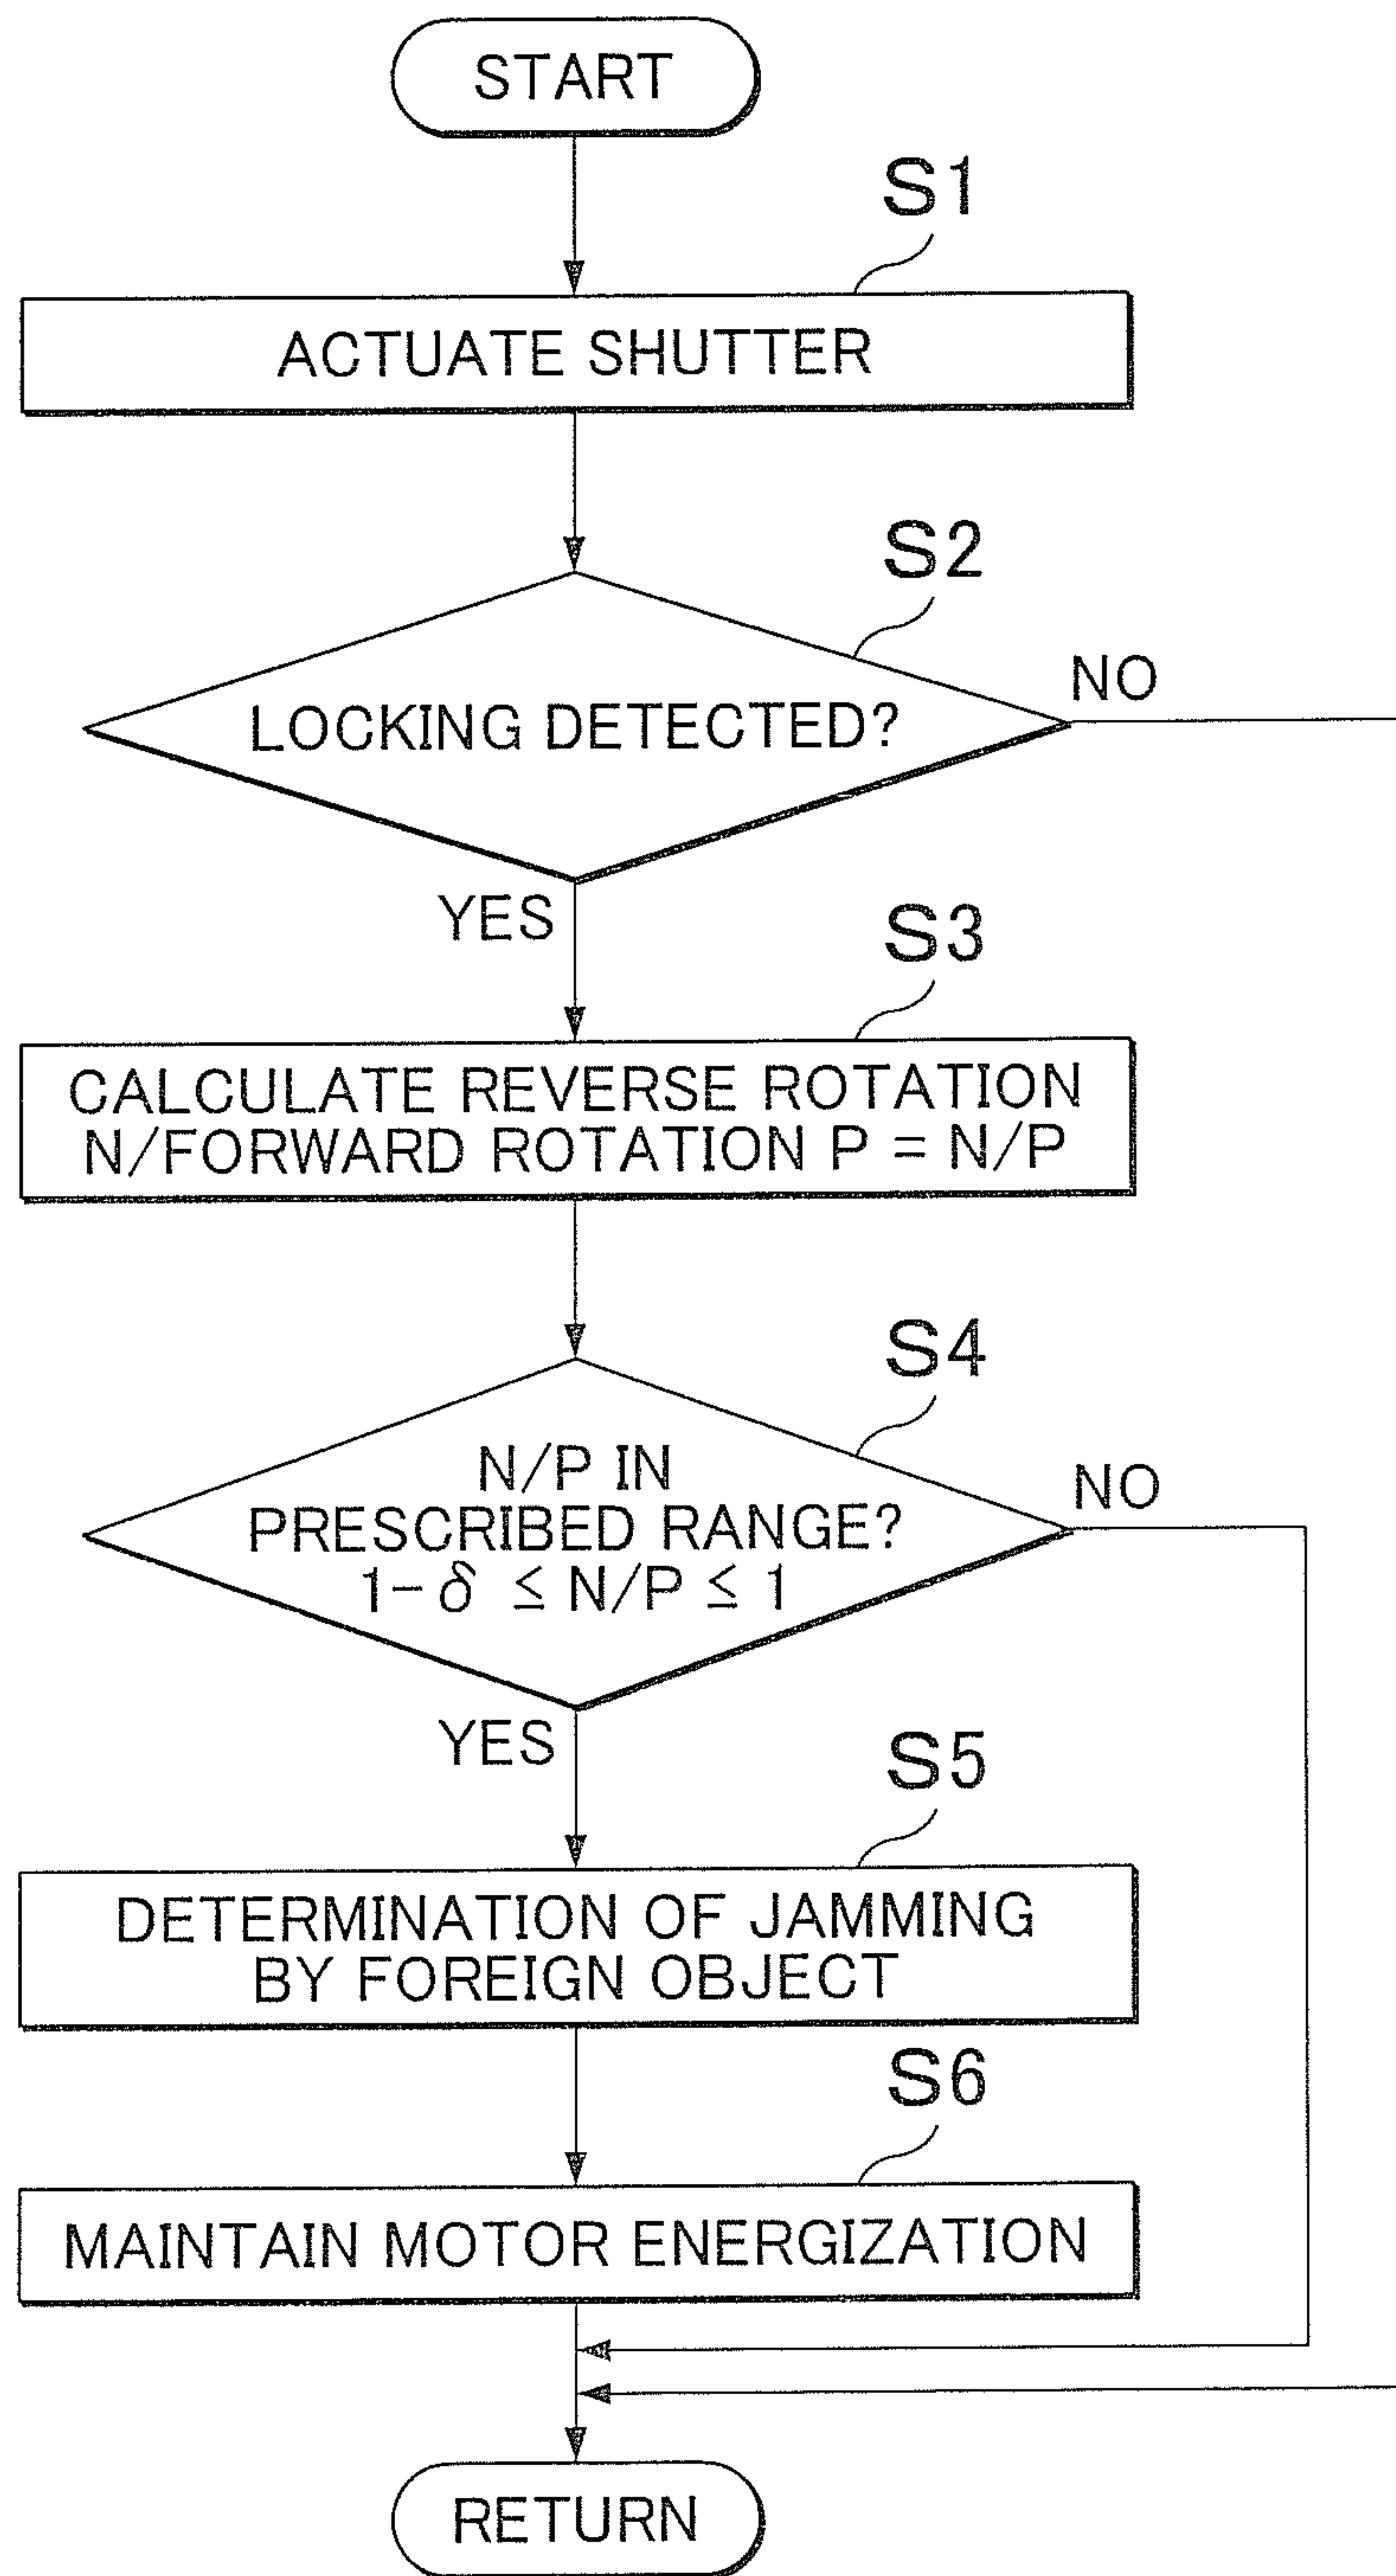 START
S1
ACTUATE SHUTTER
S2
NO
LOCKING DETECTED?
YES
S3
CALCULATE REVERSE ROTATION
N/FORWARD ROTATION P = N/P
S4
N/P IN
NO
PRESCRIBED RANGE?
1-δ ≤ N/P ≤ 1
YES
S5
DETERMINATION OF JAMMING
BY FOREIGN OBJECT
S6
MAINTAIN MOTOR ENERGIZATION
RETURN